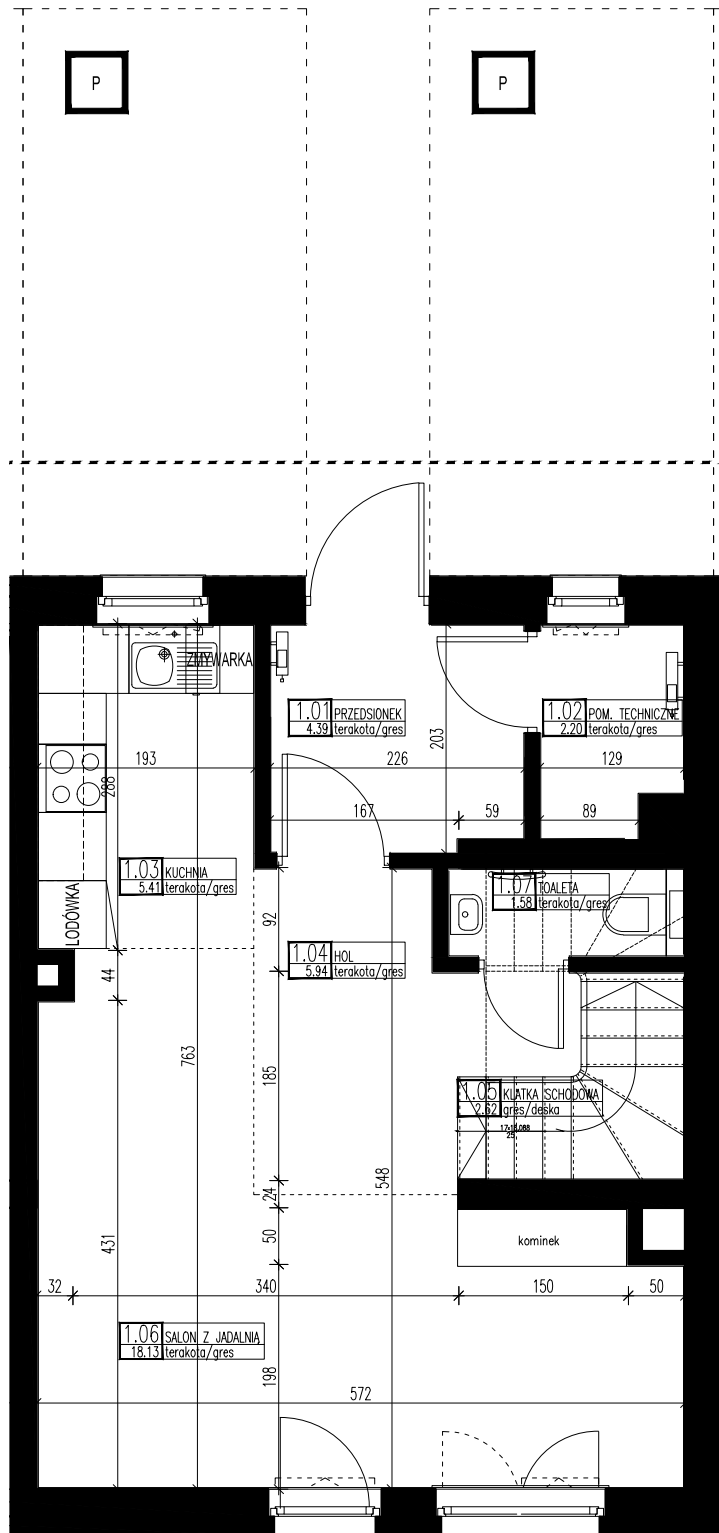 P
P
ZMYWARKA
1.01 PRZEDSIONEK
4.39 terakota/gres
1.02 POM. TECHNICZNE
2.20 terakota/gres
203
193
226
129
288
167
59
89
1.03 KUCHNIA
5.41 terakota/gres
1.07 TOALETA
1.58 terakota/gres
LODÓWKA
92
1.04 HOL
5.94 terakota/gres
44
763
185
1.05 KLATKA SCHODOWA
2.62 gres/deska
25
548
24
431
50
kominek
32
340
150
50
1.06 SALON Z JADALNIĄ
18.13 terakota/gres
198
572